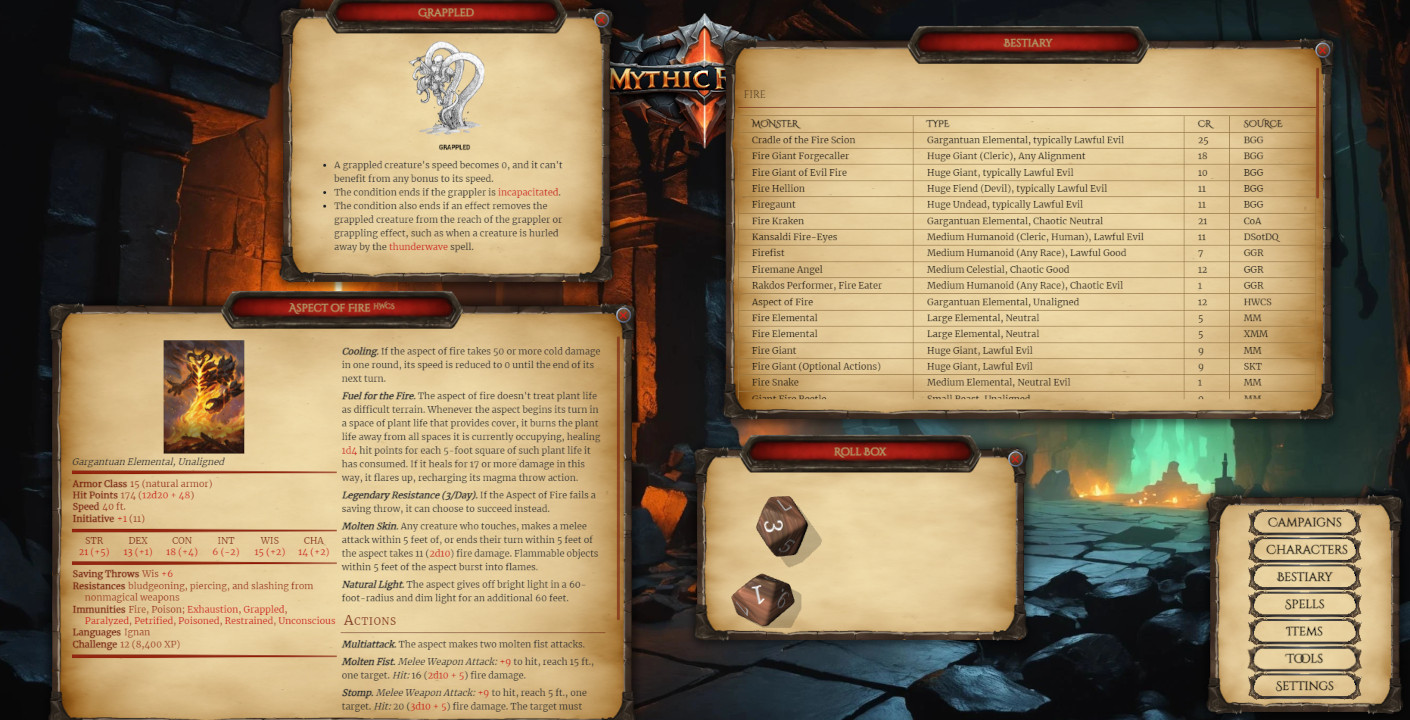 GRAPPLED
GRAPPLED
• A grappled creature's speed becomes 0, and it can't
benefit from any bonus to its speed.
• The condition ends if the grappler is incapacitated.
• The condition also ends if an effect removes the
grappled creature from the reach of the grappler or
grappling effect, such as when a creature is hurled
away by the thunderwave spell.
MYTHIC
BESTIARY
FIRE
MONSTER TYPE CR SOURCE
Cradle of the Fire Scion Gargantuan Elemental, typically Lawful Evil 25 BGG
Fire Giant Forgecaller Huge Giant (Cleric), Any Alignment 18 BGG
Fire Giant of Evil Fire Huge Giant, typically Lawful Evil 10 BGG
Fire Hellion Huge Fiend (Devil), typically Lawful Evil 11 BGG
Firegaunt Huge Undead, typically Lawful Evil 11 BGG
Fire Kraken Gargantuan Elemental, Chaotic Neutral 21 CoA
Kansaldi Fire-Eyes Medium Humanoid (Cleric, Human), Lawful Evil 11 DSotDQ
Firefist Medium Humanoid (Any Race), Lawful Good 7 GGR
Firemane Angel Medium Celestial, Chaotic Good 12 GGR
Rakdos Performer, Fire Eater Medium Humanoid (Any Race), Chaotic Evil 1 GGR
Aspect of Fire Gargantuan Elemental, Unaligned 12 HWCS
Fire Elemental Large Elemental, Neutral 5 MM
Fire Elemental Large Elemental, Neutral 5 XMM
Fire Giant Huge Giant, Lawful Evil 9 MM
Fire Giant (Optional Actions) Huge Giant, Lawful Evil 9 SKT
Fire Snake Medium Elemental, Neutral Evil 1 MM
Giant Fire Beetle Small Beast, Unaligned 0 MM
ASPECT OF FIRE HWCS
Gargantuan Elemental, Unaligned
Armor Class 15 (natural armor)
Hit Points 174 (12d20 + 48)
Speed 40 ft.
Initiative +1 (11)
STR DEX CON INT WIS CHA
21 (+5) 13 (+1) 18 (+4) 6 (-2) 15 (+2) 14 (+2)
Saving Throws Wis +6
Resistances bludgeoning, piercing, and slashing from
nonmagical weapons
Immunities Fire, Poison; Exhaustion, Grappled,
Paralyzed, Petrified, Poisoned, Restrained, Unconscious
Languages Ignan
Challenge 12 (8,400 XP)
Cooling. If the aspect of fire takes 50 or more cold damage
in one round, its speed is reduced to 0 until the end of its
next turn.
Fuel for the Fire. The aspect of fire doesn't treat plant life
as difficult terrain. Whenever the aspect begins its turn in
a space of plant life that provides cover, it burns the plant
life away from all spaces it is currently occupying, healing
1d4 hit points for each 5-foot square of such plant life it
has consumed. If it heals for 17 or more damage in this
way, it flares up, recharging its magma throw action.
Legendary Resistance (3/Day). If the Aspect of Fire fails a
saving throw, it can choose to succeed instead.
Molten Skin. Any creature who touches, makes a melee
attack within 5 feet of, or ends their turn within 5 feet of
the aspect takes 11 (2d10) fire damage. Flammable objects
within 5 feet of the aspect burst into flames.
Natural Light. The aspect gives off bright light in a 60-
foot-radius and dim light for an additional 60 feet.
ACTIONS
Multiattack. The aspect makes two molten fist attacks.
Molten Fist. Melee Weapon Attack: +9 to hit, reach 15 ft.,
one target. Hit: 16 (2d10 + 5) fire damage.
Stomp. Melee Weapon Attack: +9 to hit, reach 5 ft., one
target. Hit: 20 (3d10 + 5) fire damage. The target must
ROLL BOX
3
5
1
CAMPAIGNS
CHARACTERS
BESTIARY
SPELLS
ITEMS
TOOLS
SETTINGS